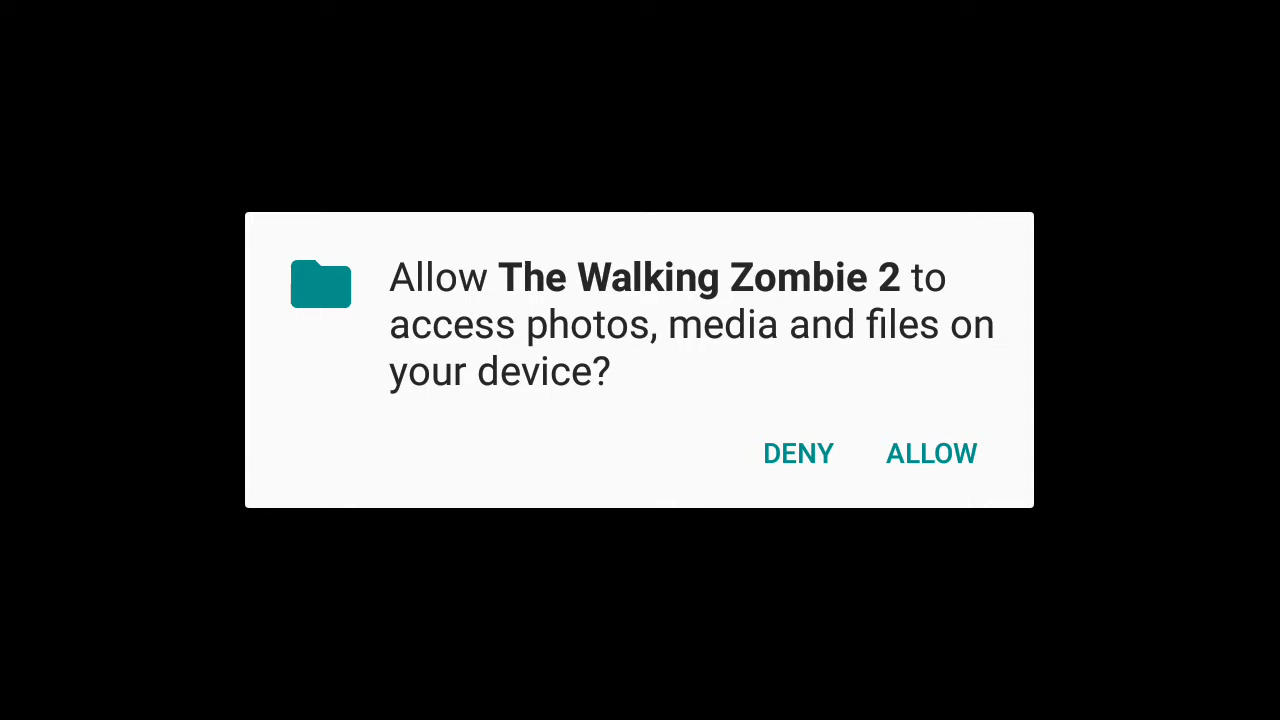 Allow The Walking Zombie 2 to
access photos, media and files on
your device?
DENY ALLOW